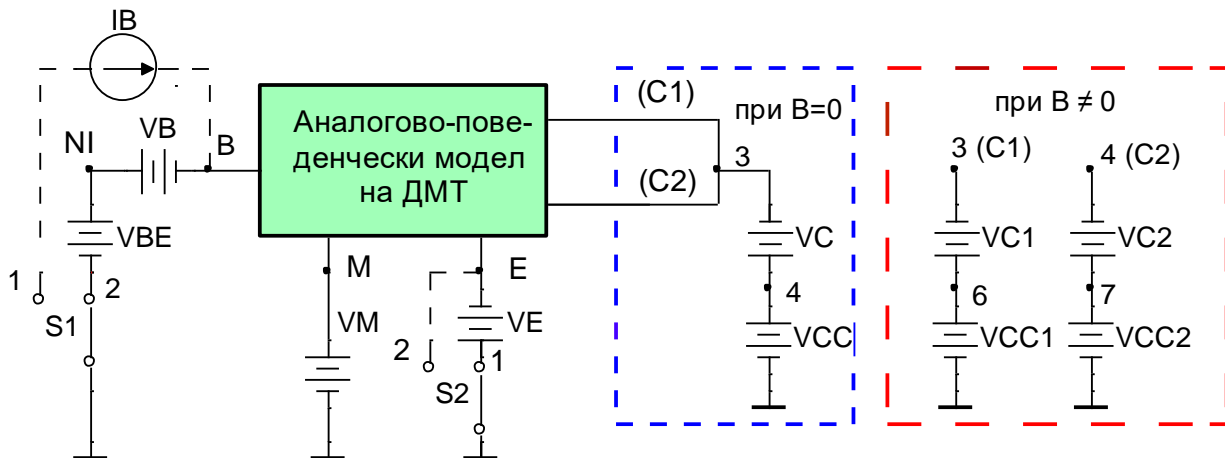 IB
NI
VB
B
VBE
1
2
S1
Аналогово-пове-
денчески модел
на ДМТ
M
E
VM
VE
2
1
S2
(C1)
(C2)
при B=0
3
VC
4
VCC
при B ≠ 0
3 (C1)
4 (C2)
VC1
VC2
6
7
VCC1
VCC2